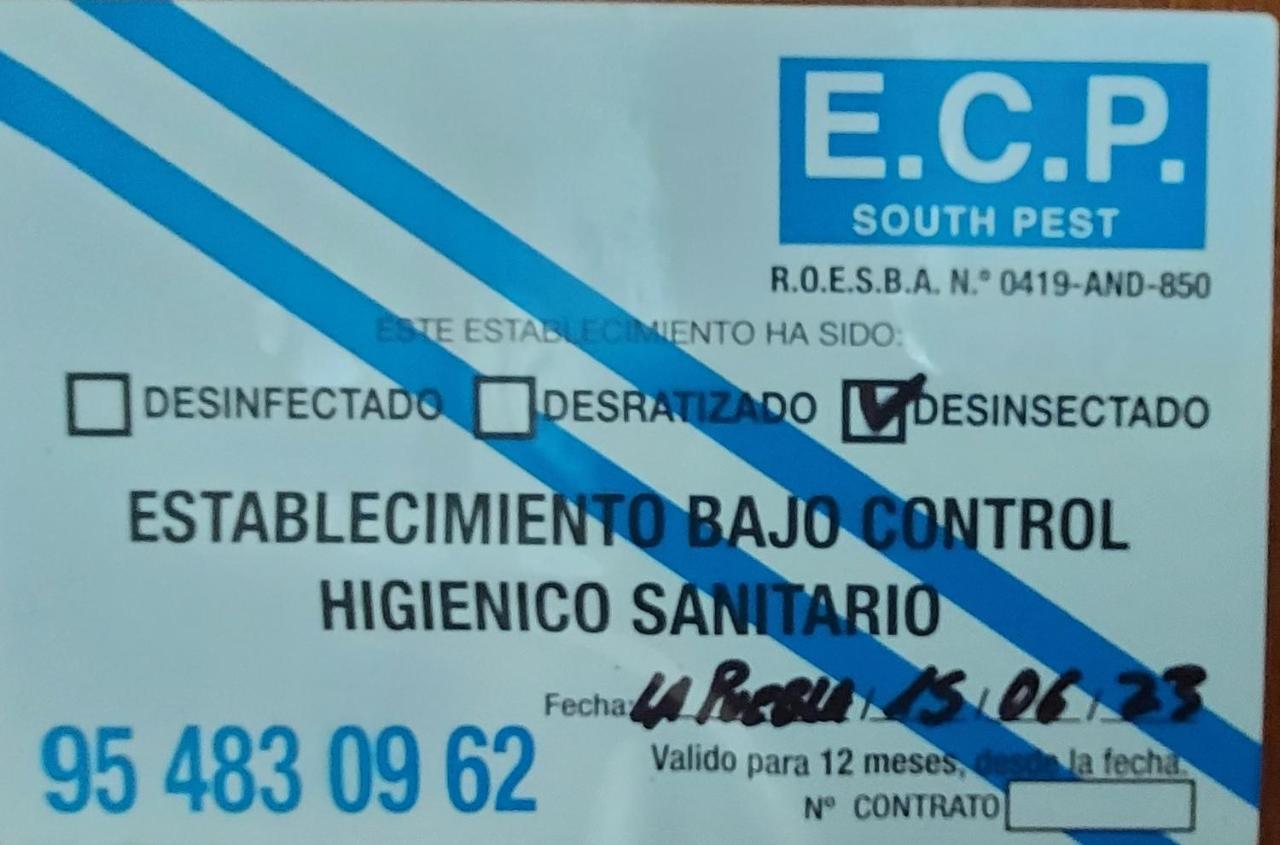 E.C.P.
SOUTH PEST
R.O.E.S.B.A. N.º 0419-AND-850
ESTE ESTABLECIMIENTO HA SIDO:
DESINFECTADO DESRATIZADO DESINSECTADO
ESTABLECIMIENTO BAJO CONTROL
HIGIENICO SANITARIO
Fecha: LA PUEBLA / 15 / 06 / 23
95 483 09 62
Valido para 12 meses, desde la fecha.
Nº CONTRATO